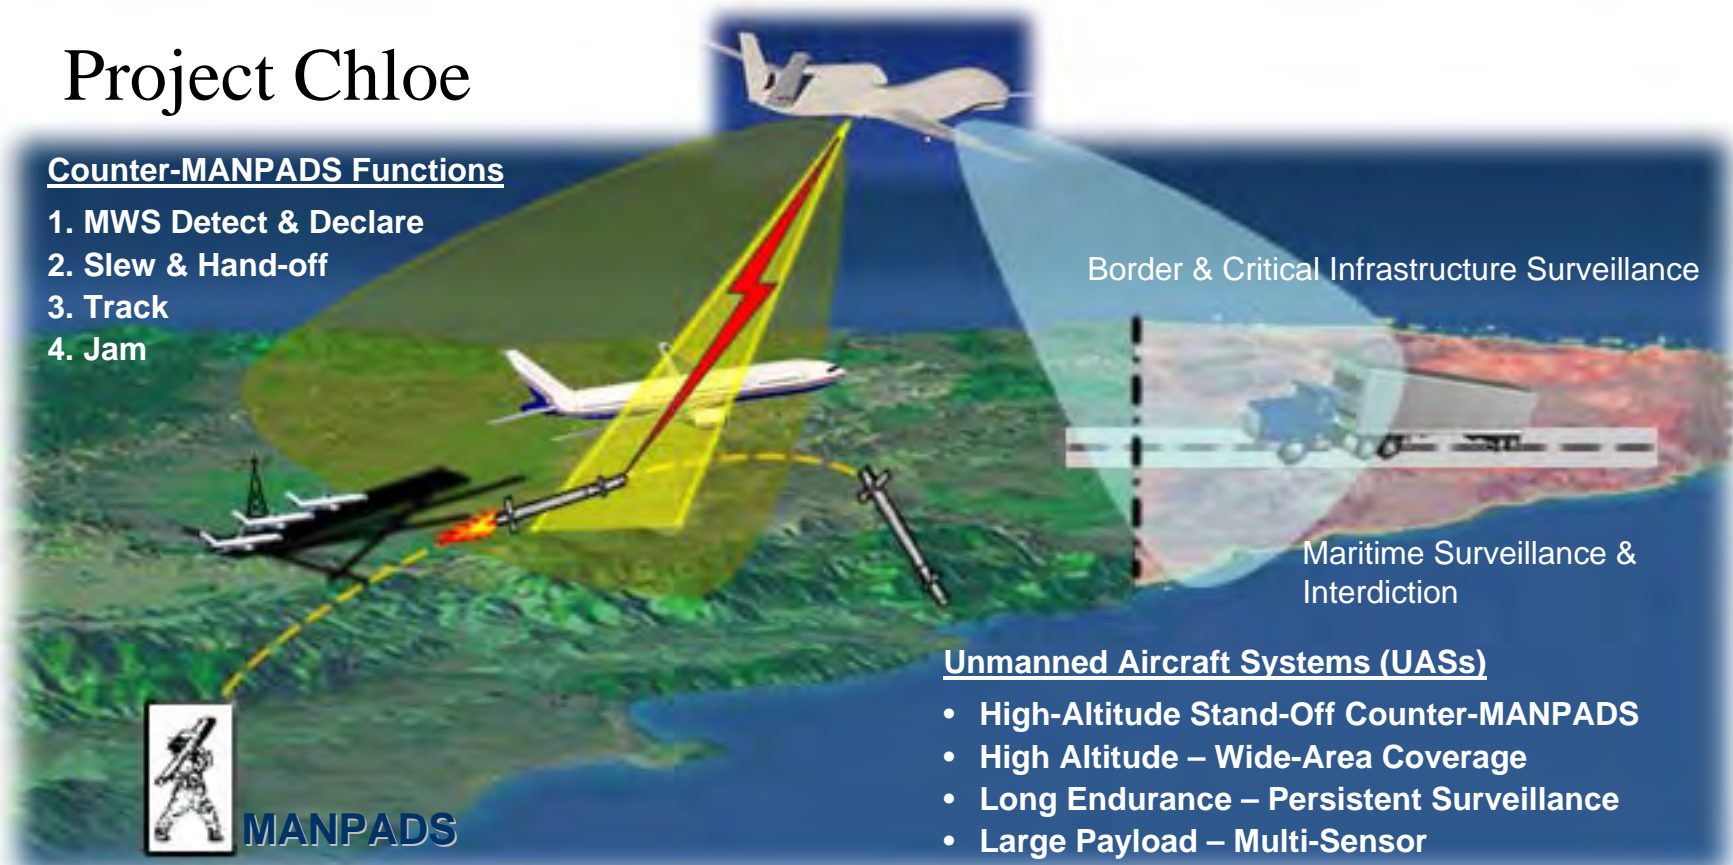 Project Chloe
Counter-MANPADS Functions
1. MWS Detect & Declare
2. Slew & Hand-off
3. Track
4. Jam
Border & Critical Infrastructure Surveillance
Maritime Surveillance &
Interdiction
Unmanned Aircraft Systems (UASs)
• High-Altitude Stand-Off Counter-MANPADS
• High Altitude – Wide-Area Coverage
• Long Endurance – Persistent Surveillance
• Large Payload – Multi-Sensor
MANPADS